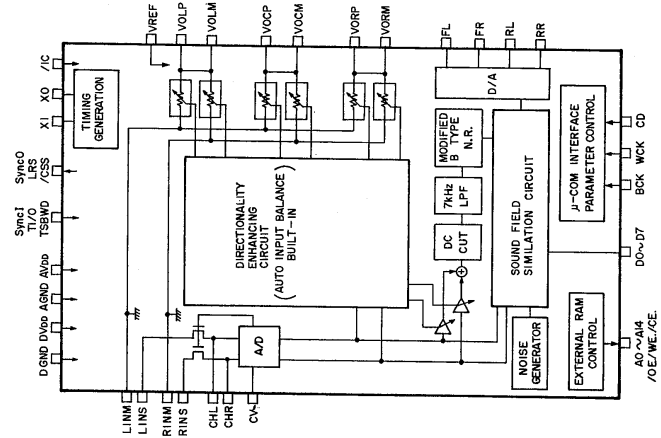 VREF
VOLP
VOLM
VOCP
VOCM
VORP
VORM
FL
FR
RL
RR
/IC
XO
XI
TIMING
GENERATION
SyncO
LRS
/CSS
SyncI
TI/O
TSBWD
AVDD
AGND
DVDD
DGND
DIRECTIONALITY
ENHANCING
CIRCUIT
(AUTO INPUT BALANCE
BUILT-IN)
D/A
MODIFIED
B TYPE
N.R.
7kHz
LPF
DC
CUT
+
SOUND FIELD
SIMILATION CIRCUIT
μ-COM INTERFACE
PARAMETER CONTROL
CD
WCK
BCK
D0~D7
A/D
NOISE
GENERATOR
EXTERNAL RAM
CONTROL
A0~A14
/OE/WE/CE
LINM
LINS
RINM
RINS
CHL
CHR